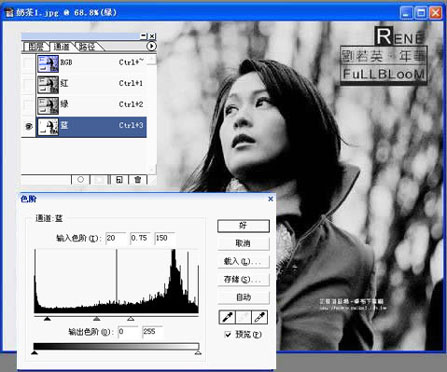 奶茶1.jpg @ 68.8%(绿)
图层 通道 路径
RGB Ctrl+~
红 Ctrl+1
绿 Ctrl+2
蓝 Ctrl+3
RENE
劉若英·年華
FuLLBLooM
色阶
通道:蓝
输入色阶(I): 20 0.75 150
输出色阶(O): 0 255
好
取消
载入(L)...
存储(S)...
自动
预览(P)